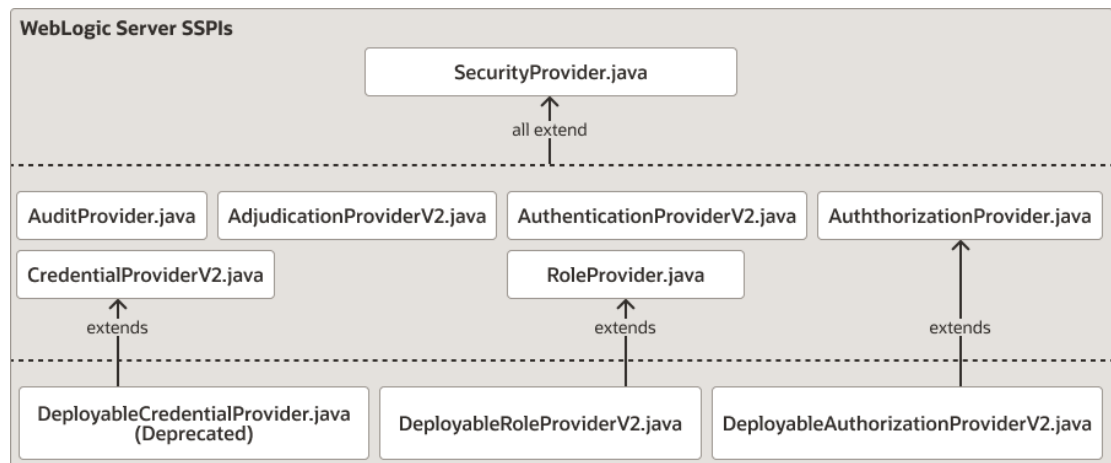 WebLogic Server SSPIs
SecurityProvider.java
all extend
AuditProvider.java
AdjudicationProviderV2.java
AuthenticationProviderV2.java
AuththorizationProvider.java
CredentialProviderV2.java
RoleProvider.java
extends
extends
extends
DeployableCredentialProvider.java
(Deprecated)
DeployableRoleProviderV2.java
DeployableAuthorizationProviderV2.java